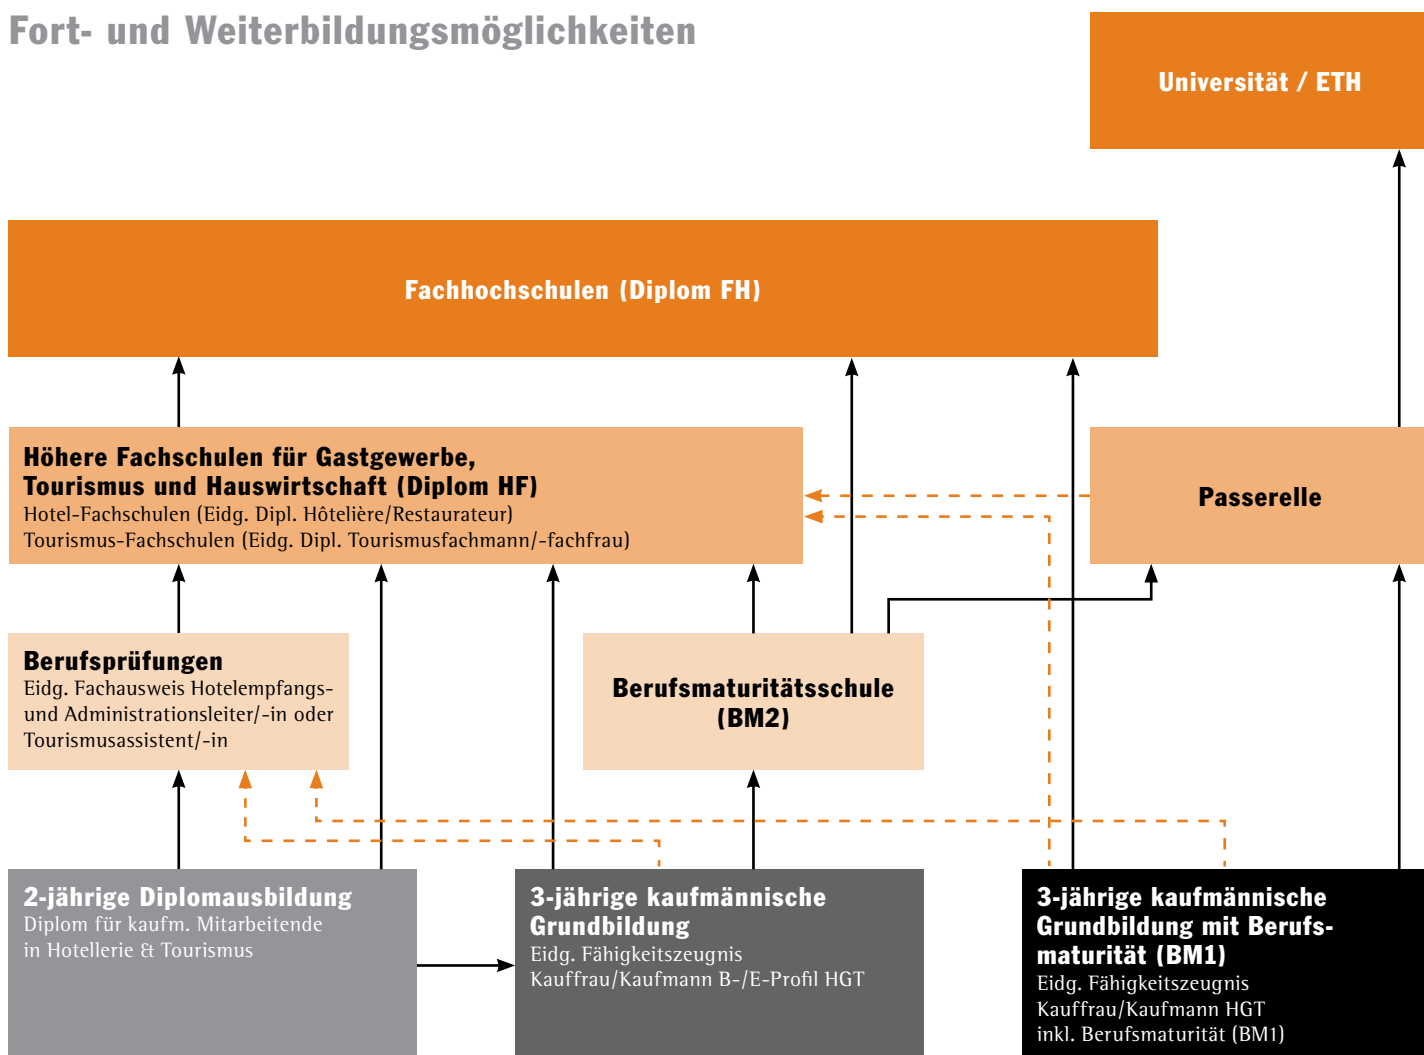 Fort- und Weiterbildungsmöglichkeiten
Universität / ETH
Fachhochschulen (Diplom FH)
Höhere Fachschulen für Gastgewerbe,
Tourismus und Hauswirtschaft (Diplom HF)
Hotel-Fachschulen (Eidg. Dipl. Hôtelière/Restaurateur)
Tourismus-Fachschulen (Eidg. Dipl. Tourismusfachmann/-fachfrau)
Passerelle
Berufsprüfungen
Eidg. Fachausweis Hotelempfangs-
und Administrationsleiter/-in oder
Tourismusassistent/-in
Berufsmaturitätsschule
(BM2)
2-jährige Diplomausbildung
Diplom für kaufm. Mitarbeitende
in Hotellerie & Tourismus
3-jährige kaufmännische
Grundbildung
Eidg. Fähigkeitszeugnis
Kauffrau/Kaufmann B-/E-Profil HGT
3-jährige kaufmännische
Grundbildung mit Berufs-
maturität (BM1)
Eidg. Fähigkeitszeugnis
Kauffrau/Kaufmann HGT
inkl. Berufsmaturität (BM1)